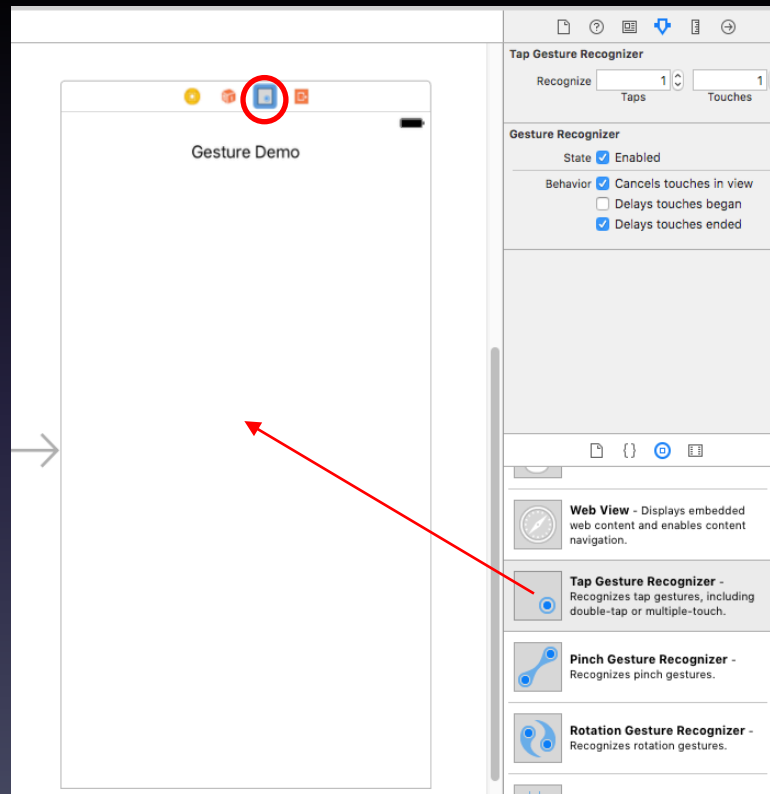 Gesture Demo
Tap Gesture Recognizer
Recognize 1 1
Taps Touches
Gesture Recognizer
State Enabled
Behavior Cancels touches in view
Delays touches began
Delays touches ended
{}
Web View - Displays embedded
web content and enables content
navigation.
Tap Gesture Recognizer -
Recognizes tap gestures, including
double-tap or multiple-touch.
Pinch Gesture Recognizer -
Recognizes pinch gestures.
Rotation Gesture Recognizer -
Recognizes rotation gestures.